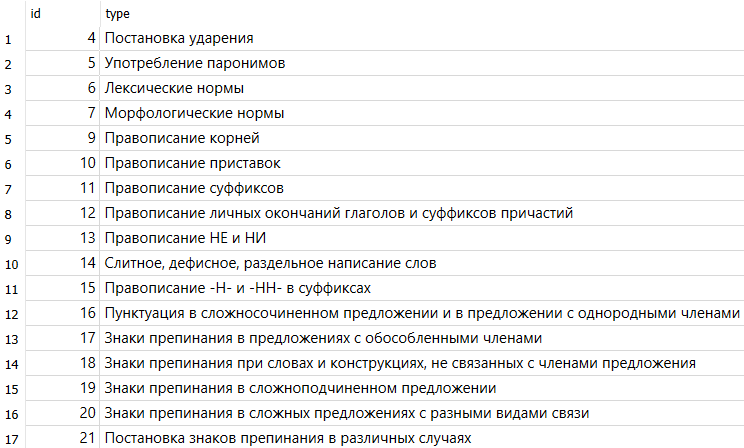 id type
1 4 Постановка ударения
2 5 Употребление паронимов
3 6 Лексические нормы
4 7 Морфологические нормы
5 9 Правописание корней
6 10 Правописание приставок
7 11 Правописание суффиксов
8 12 Правописание личных окончаний глаголов и суффиксов причастий
9 13 Правописание НЕ и НИ
10 14 Слитное, дефисное, раздельное написание слов
11 15 Правописание -Н- и -НН- в суффиксах
12 16 Пунктуация в сложносочиненном предложении и в предложении с однородными членами
13 17 Знаки препинания в предложениях с обособленными членами
14 18 Знаки препинания при словах и конструкциях, не связанных с членами предложения
15 19 Знаки препинания в сложноподчиненном предложении
16 20 Знаки препинания в сложных предложениях с разными видами связи
17 21 Постановка знаков препинания в различных случаях